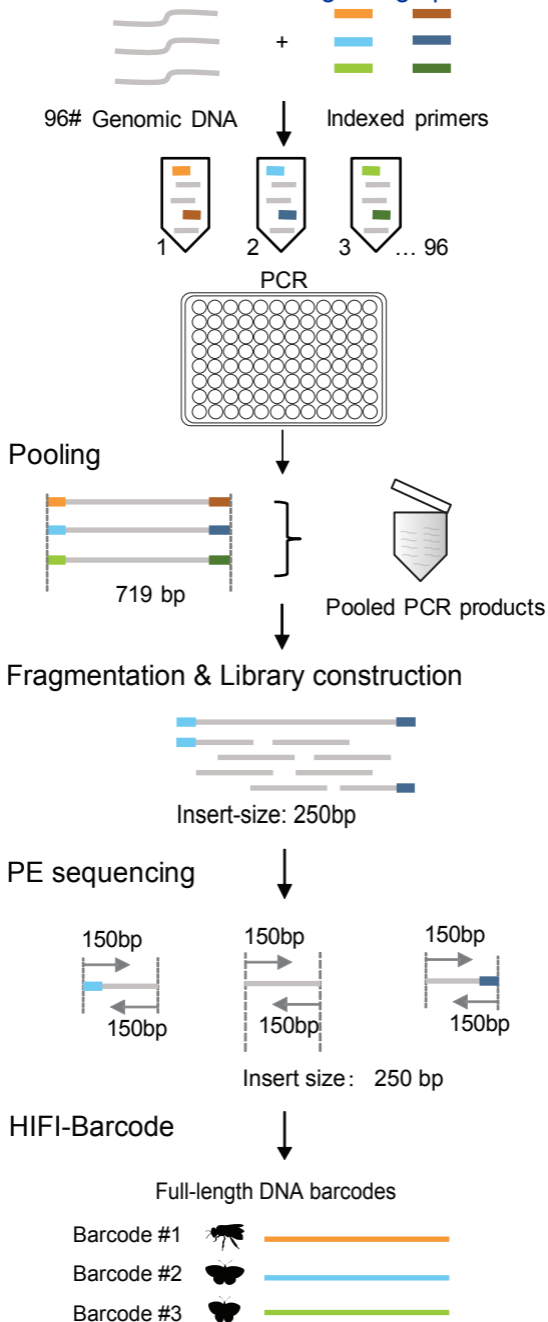 +
96# Genomic DNA Indexed primers
1 2 3 ... 96
PCR
Pooling
719 bp
Pooled PCR products
Fragmentation & Library construction
Insert-size: 250bp
PE sequencing
150bp 150bp 150bp
150bp 150bp 150bp
Insert size: 250 bp
HIFI-Barcode
Full-length DNA barcodes
Barcode #1
Barcode #2
Barcode #3